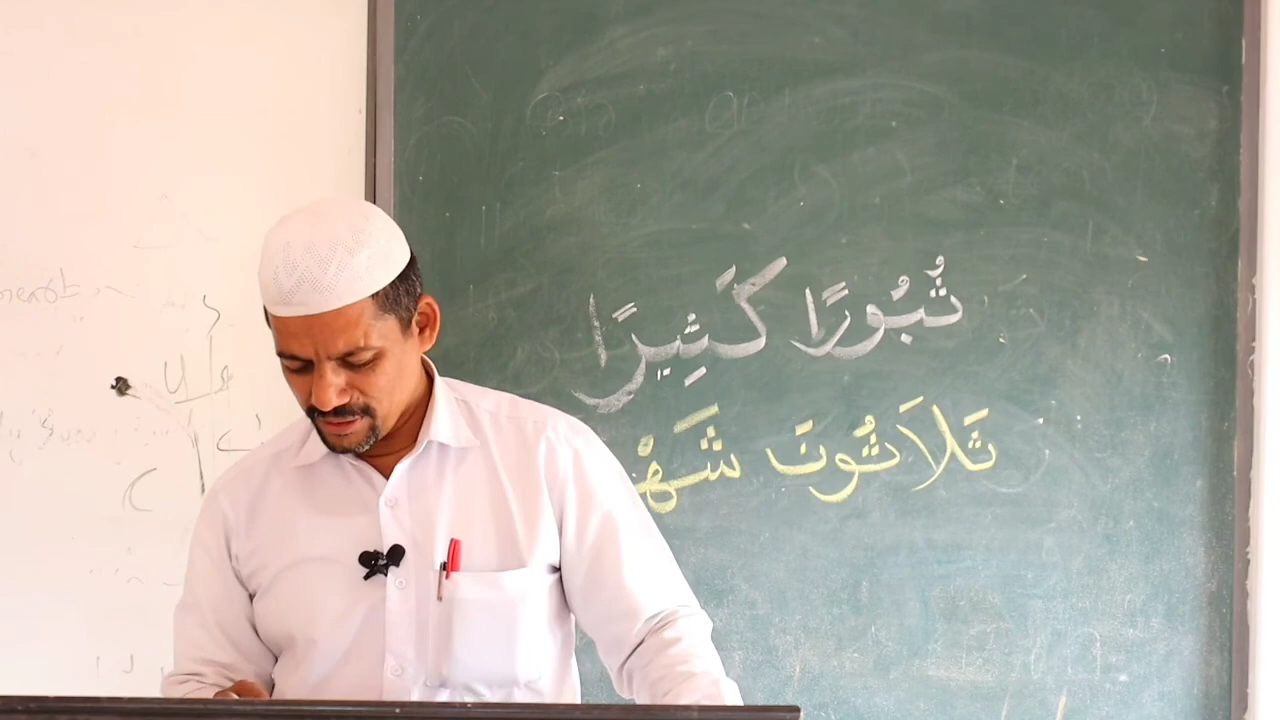 ثُبُورًا كَثِيرًا
ثَلَاثُونَ شَهْ